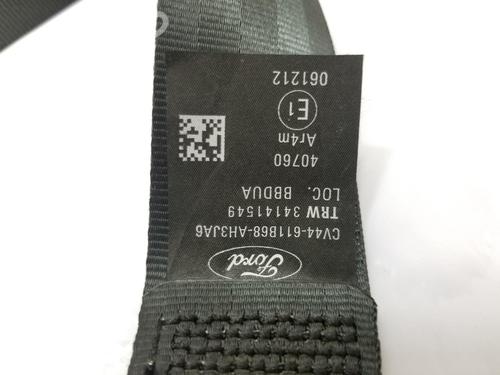 Ford
CV44-611B68-AH3JA6
TRW 34141549
LOC. BBDUA
40760
Ar4m
E1
061212